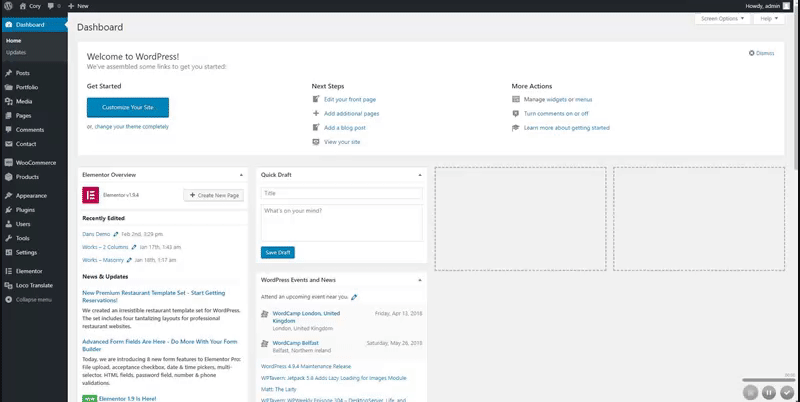 Cory
0
New
Howdy, admin
Dashboard
Home
Updates
Posts
Portfolio
Media
Pages
Comments
Contact
WooCommerce
Products
Appearance
Plugins
Users
Tools
Settings
Elementor
Loco Translate
Collapse menu
Dashboard
Screen Options
Help
Welcome to WordPress!
We've assembled some links to get you started:
Dismiss
Get Started
Customize Your Site
or, change your theme completely
Next Steps
Edit your front page
Add additional pages
Add a blog post
View your site
More Actions
Manage widgets or menus
Turn comments on or off
Learn more about getting started
Elementor Overview
Elementor v1.9.4
Create New Page
Recently Edited
Dans Demo Feb 2nd, 3:29 pm
Works – 2 Columns Jan 17th, 1:43 am
Works – Masonry Jan 16th, 1:17 am
News & Updates
New Premium Restaurant Template Set - Start Getting
Reservations!
We created an irresistible restaurant template set for WordPress.
The set includes four tantalizing layouts for professional
restaurant websites.
Advanced Form Fields Are Here - Do More With Your Form
Builder
Today, we are introducing 8 new form features to Elementor Pro:
File upload, acceptance checkbox, date & time pickers, multi-
selector, HTML fields, password field, number & phone
validations.
Elementor 1.9 Is Here!
Quick Draft
Title
What's on your mind?
Save Draft
WordPress Events and News
Attend an upcoming event near you.
WordCamp London, United
Kingdom
London, United Kingdom
Friday, Apr 13, 2018
WordCamp Belfast
Belfast, Northern Ireland
Saturday, May 26, 2018
WordPress 4.9.4 Maintenance Release
WPTavern: Jetpack 5.8 Adds Lazy Loading for Images Module
Matt: The Lady
WPTavern: WPWeekly Episode 304 – DesktopServer, Life, and